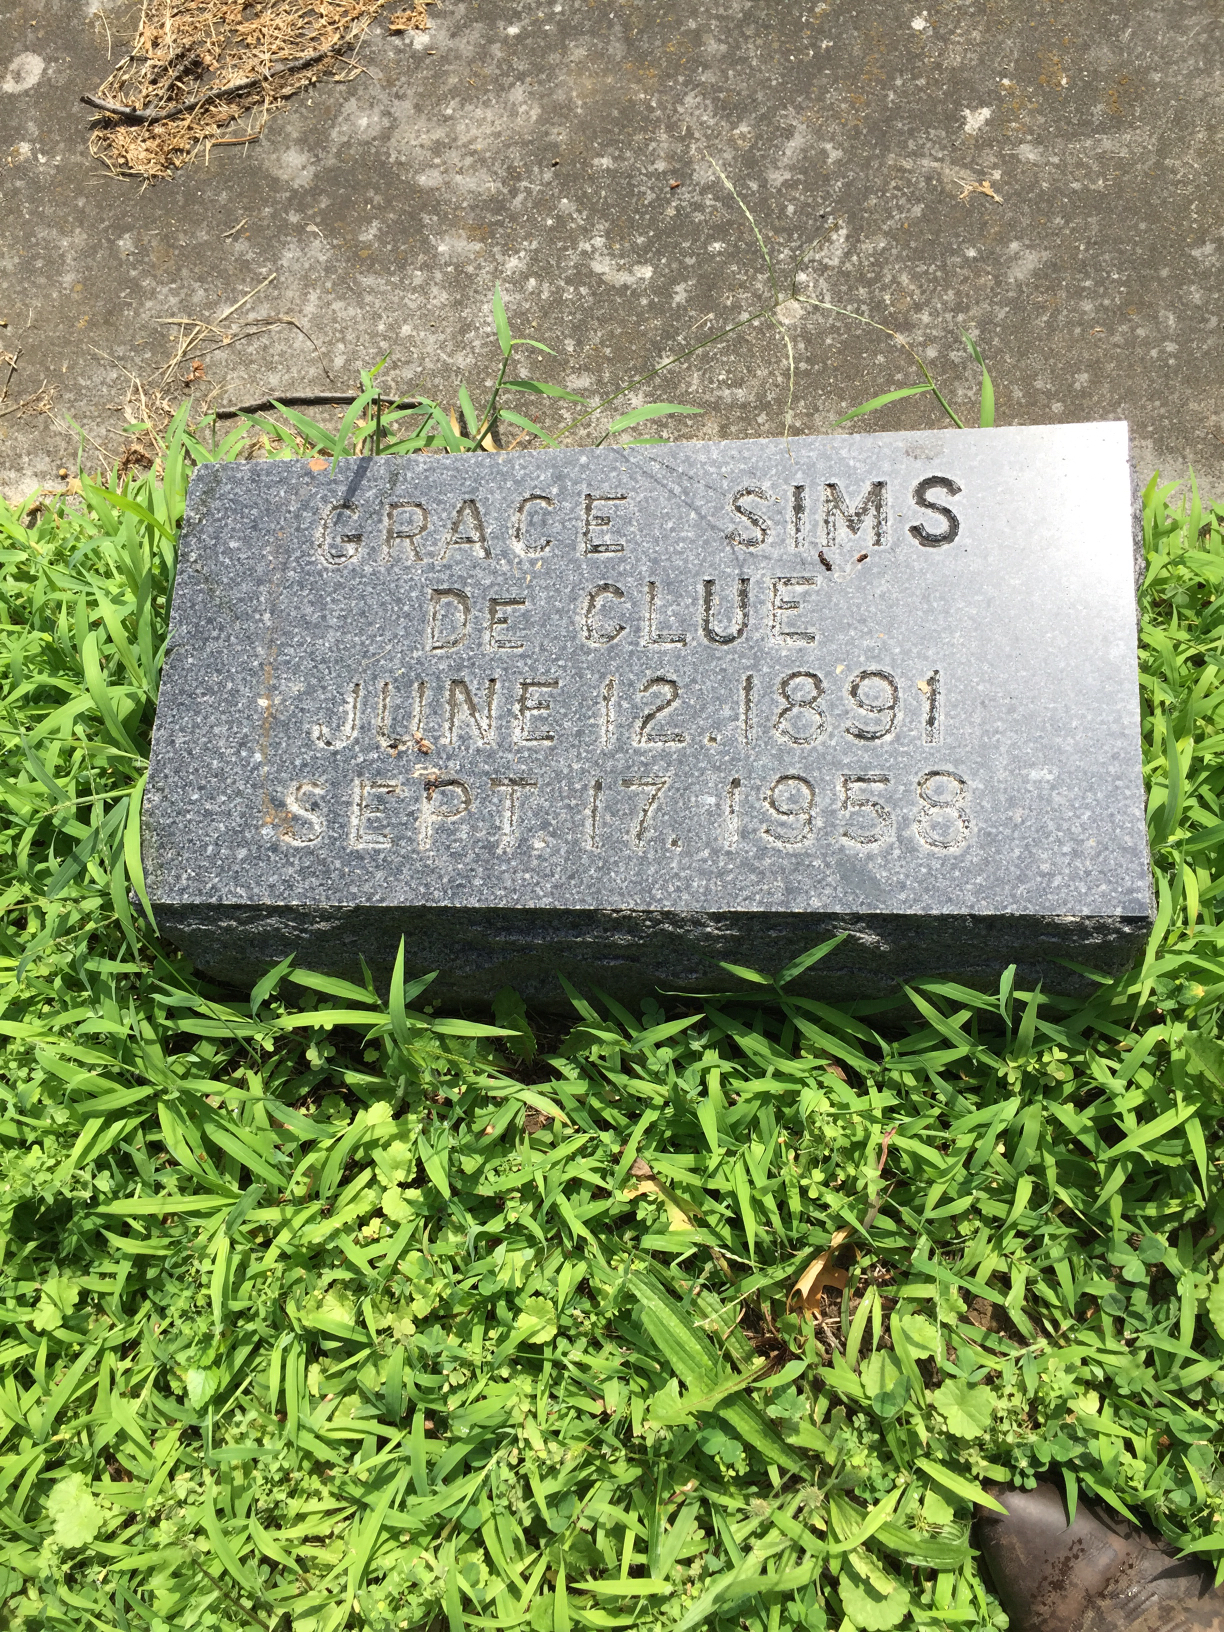 GRACE SIMS
DE CLUE
JUNE 12. 1891
SEPT. 17. 1958